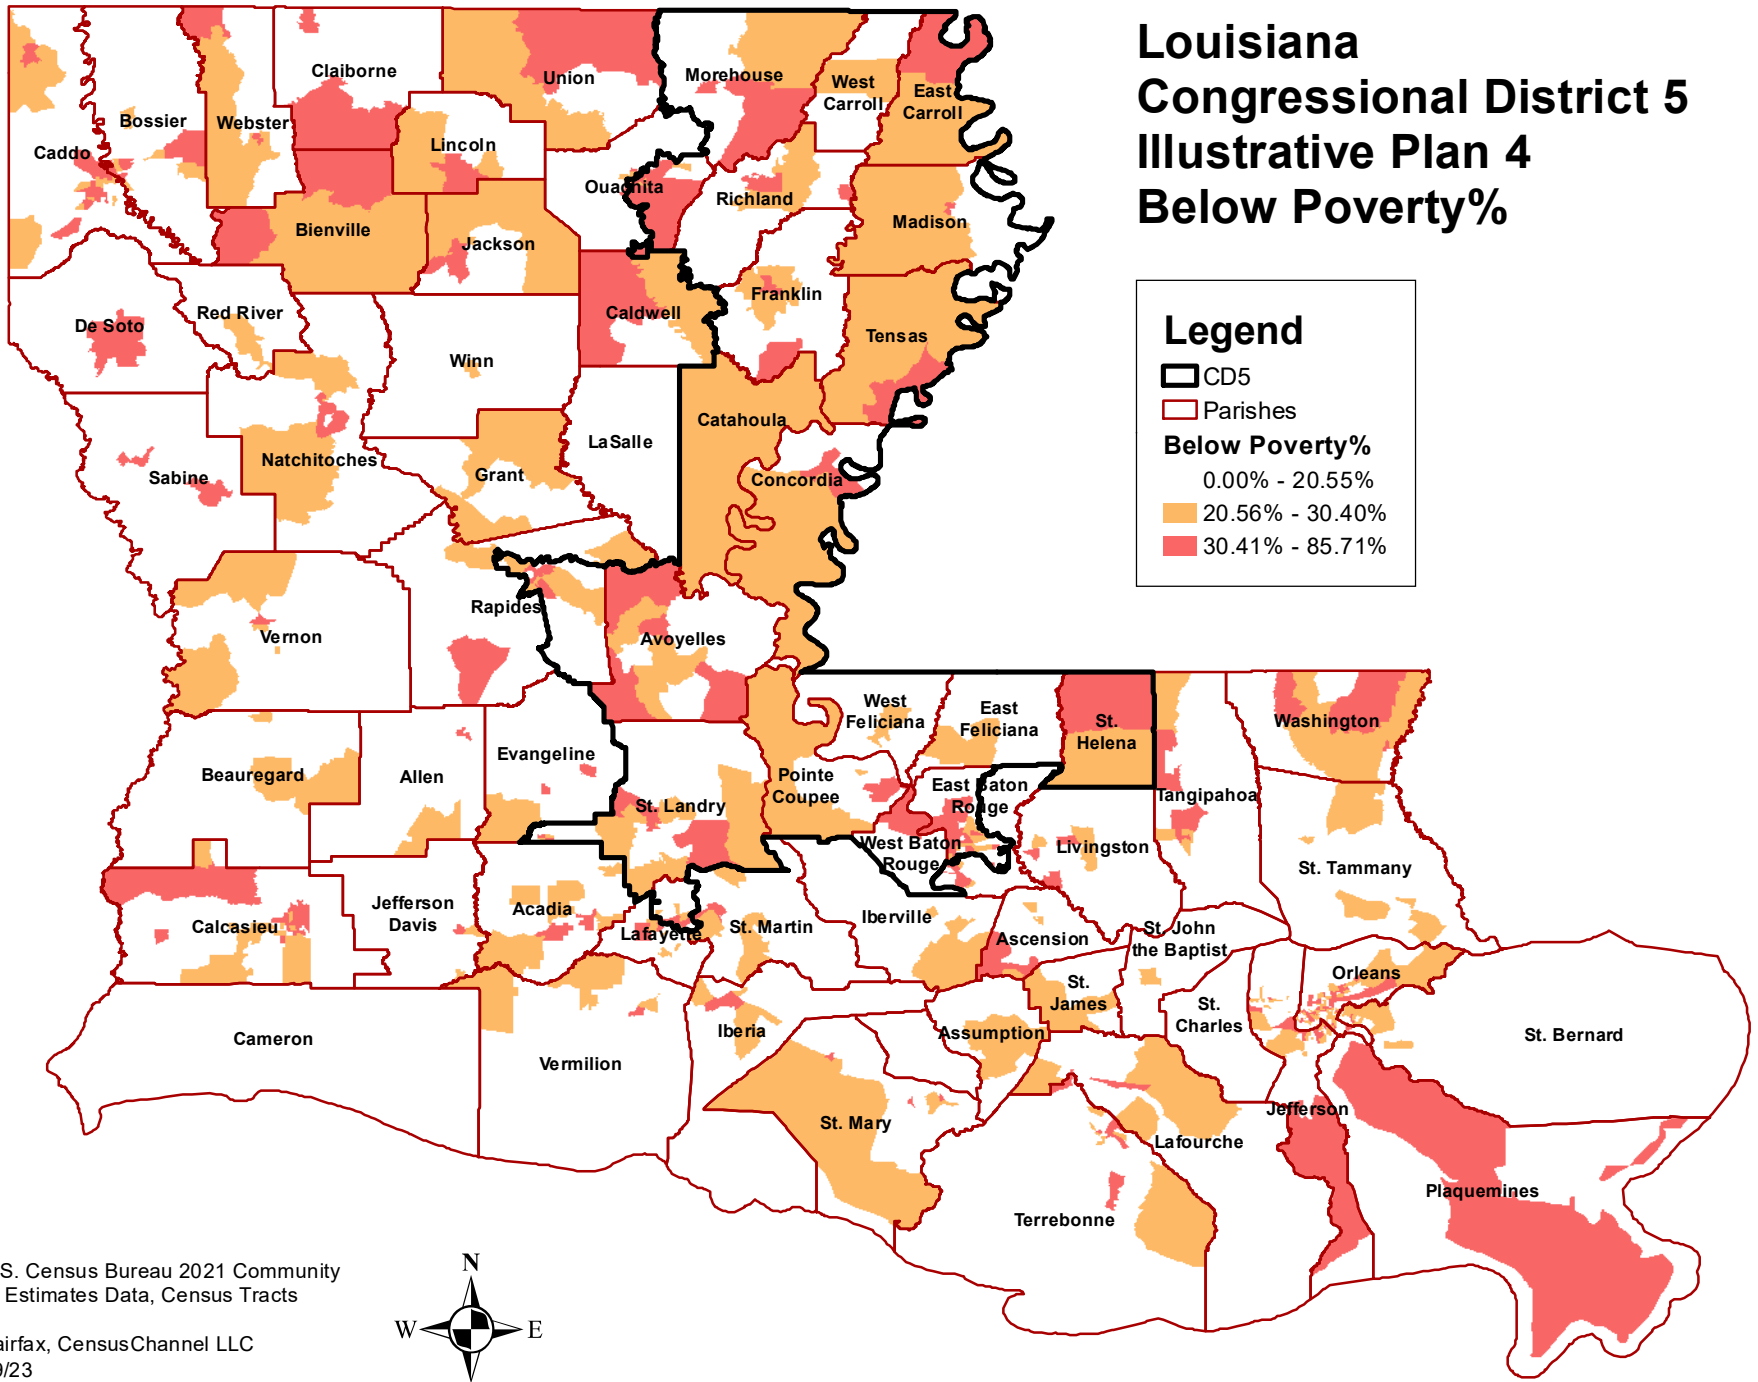 Louisiana
Congressional District 5
Illustrative Plan 4
Below Poverty%
Legend
CD5
Parishes
Below Poverty%
0.00% - 20.55%
20.56% - 30.40%
30.41% - 85.71%
Claiborne
Union
Morehouse
West
Carroll
East
Carroll
Bossier
Webster
Lincoln
Caddo
Ouachita
Richland
Madison
Bienville
Jackson
Franklin
De Soto
Red River
Caldwell
Tensas
Winn
Catahoula
LaSalle
Natchitoches
Sabine
Grant
Concordia
Rapides
Vernon
Avoyelles
West
Feliciana
East
Feliciana
St.
Helena
Washington
Evangeline
Beauregard
Allen
Pointe
Coupee
East Baton
Rouge
Tangipahoa
St. Landry
West Baton
Rouge
Livingston
St. Tammany
Jefferson
Davis
Acadia
Calcasieu
Lafayette
St. Martin
Iberville
Ascension
St. John
the Baptist
Orleans
St.
James
St.
Charles
Iberia
Assumption
Cameron
Vermilion
St. Bernard
St. Mary
Jefferson
Lafourche
Plaquemines
Terrebonne
S. Census Bureau 2021 Community
Estimates Data, Census Tracts
airfax, CensusChannel LLC
9/23
N
W
E
S